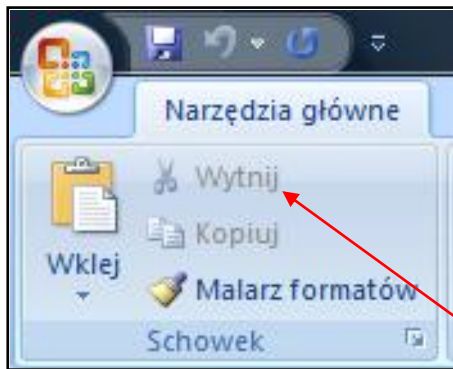 Narzędzia główne
Wytnij
Kopiuj
Wklej
Malarz formatów
Schowek